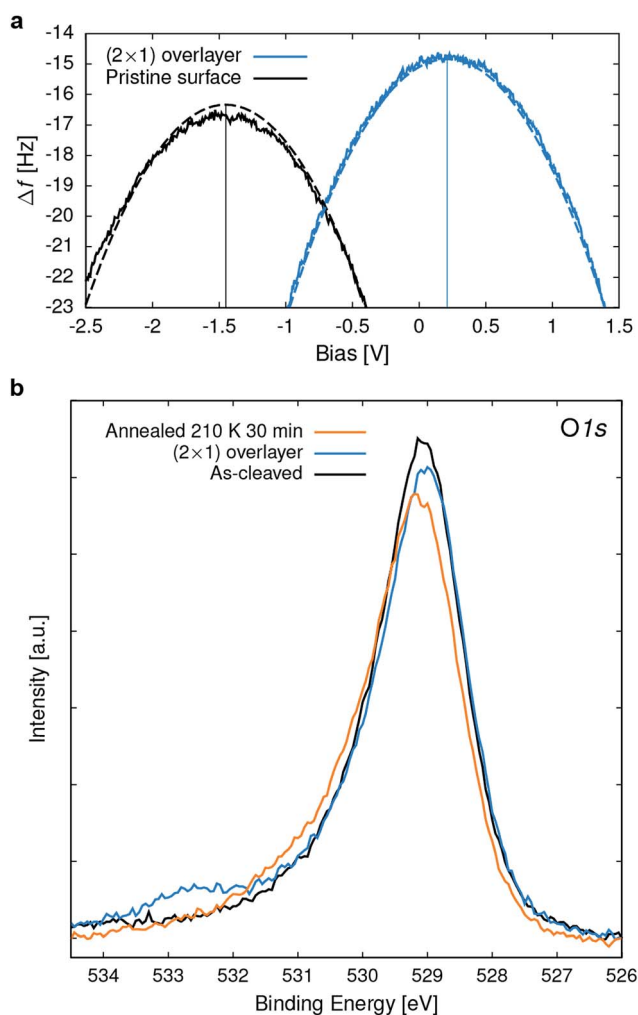 a
(2×1) overlayer
Pristine surface
Δf [Hz]
-14
-15
-16
-17
-18
-19
-20
-21
-22
-23
-2.5 -2 -1.5 -1 -0.5 0 0.5 1 1.5
Bias [V]
b
Annealed 210 K 30 min
(2×1) overlayer
As-cleaved
O1s
Intensity [a.u.]
534 533 532 531 530 529 528 527 526
Binding Energy [eV]